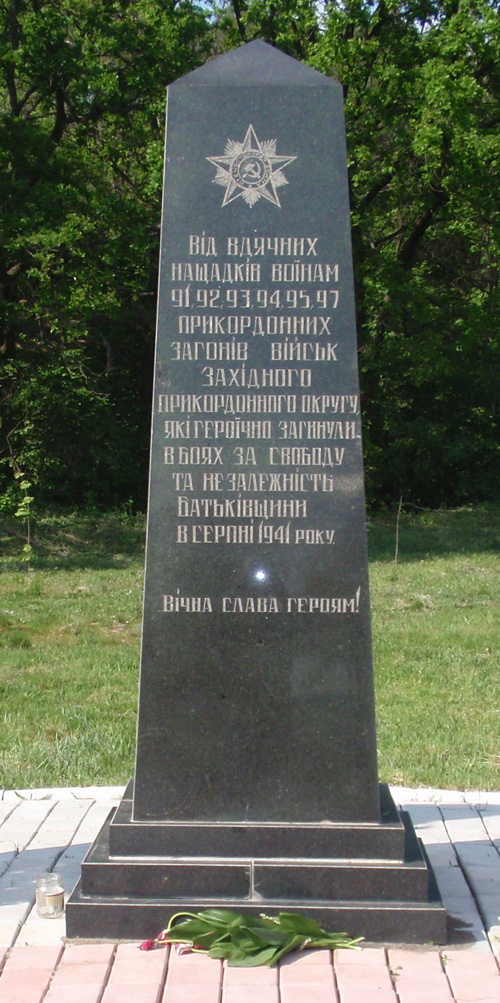 Від вдячних
нащадків воїнам
91, 92, 93, 94, 95, 97
прикордонних
загонів військ
Західного
прикордонного округу,
які героїчно загинули
в боях за свободу
та незалежність
Батьківщини
в серпні 1941 року.
Вічна слава героям!